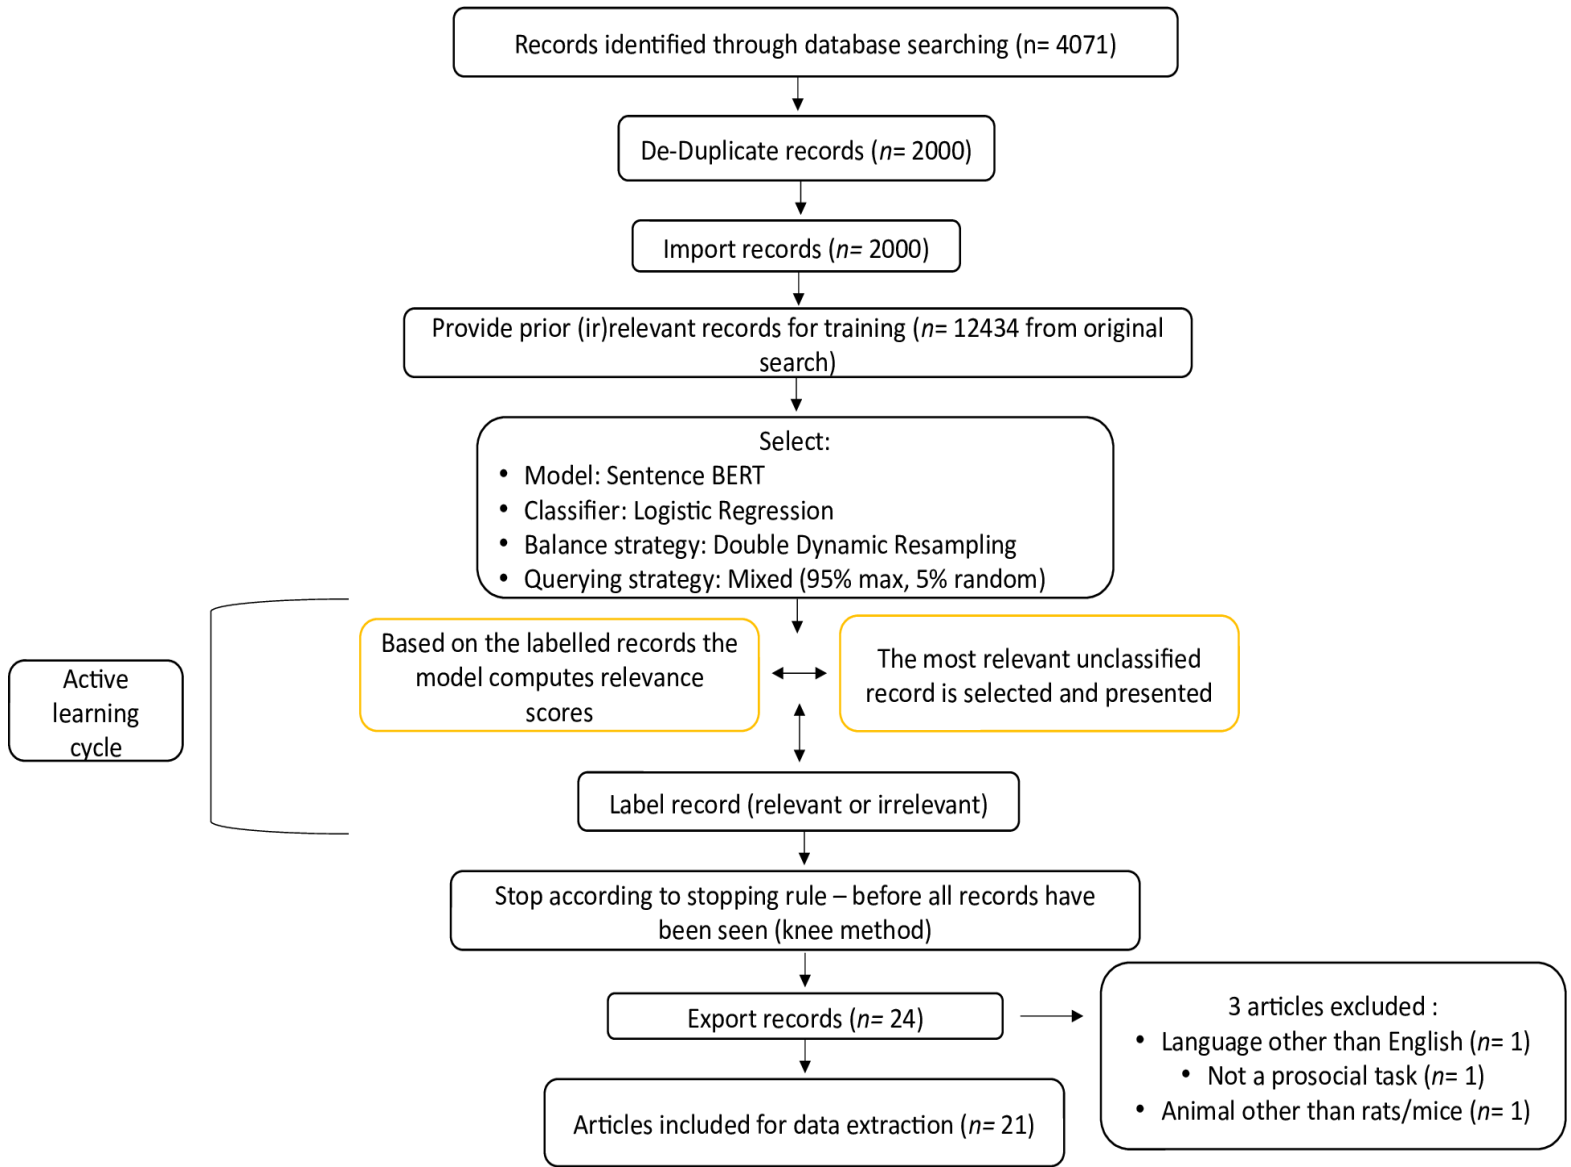 Records identified through database searching (n= 4071)
De-Duplicate records (n= 2000)
Import records (n= 2000)
Provide prior (ir)relevant records for training (n= 12434 from original
search)
Select:
• Model: Sentence BERT
• Classifier: Logistic Regression
• Balance strategy: Double Dynamic Resampling
• Querying strategy: Mixed (95% max, 5% random)
Active
learning
cycle
Based on the labelled records the
model computes relevance
scores
The most relevant unclassified
record is selected and presented
Label record (relevant or irrelevant)
Stop according to stopping rule – before all records have
been seen (knee method)
Export records (n= 24)
3 articles excluded :
• Language other than English (n= 1)
• Not a prosocial task (n= 1)
• Animal other than rats/mice (n= 1)
Articles included for data extraction (n= 21)